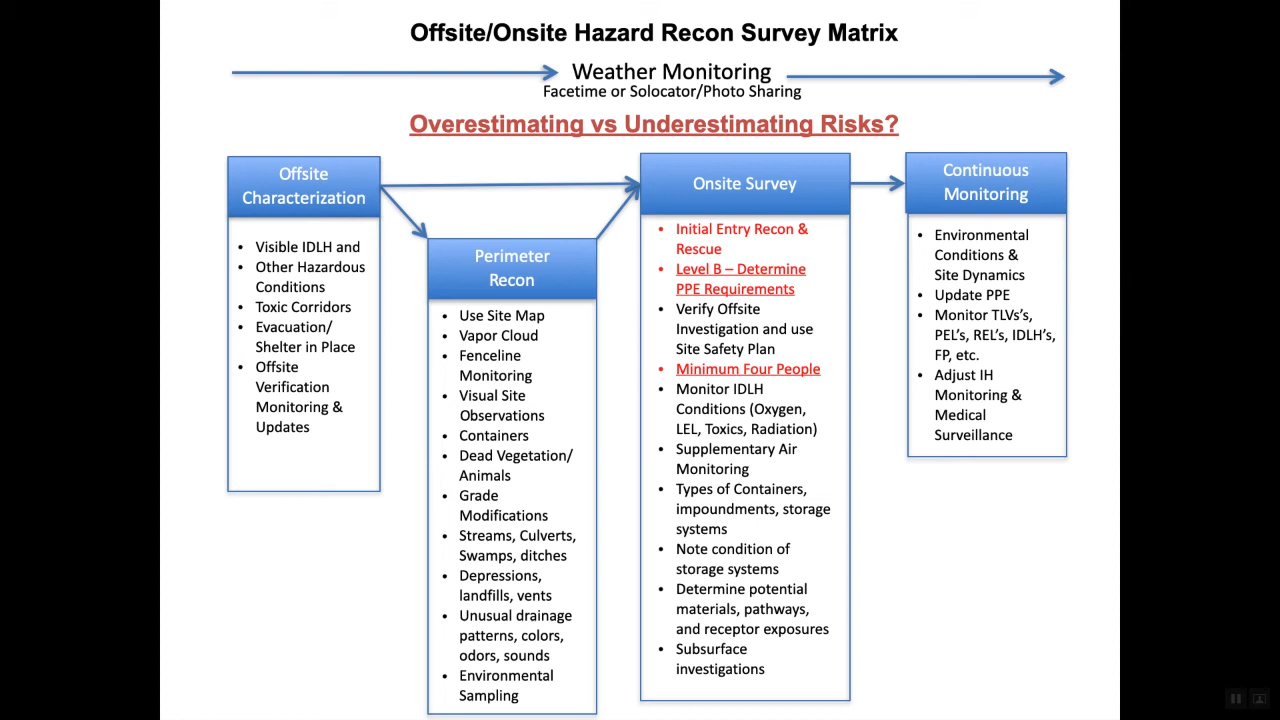 Offsite/Onsite Hazard Recon Survey Matrix
Weather Monitoring
Facetime or Solocator/Photo Sharing
Overestimating vs Underestimating Risks?
Offsite
Characterization
• Visible IDLH and
• Other Hazardous
Conditions
• Toxic Corridors
• Evacuation/
Shelter in Place
• Offsite
Verification
Monitoring &
Updates
Perimeter
Recon
• Use Site Map
• Vapor Cloud
• Fenceline
Monitoring
• Visual Site
Observations
• Containers
• Dead Vegetation/
Animals
• Grade
Modifications
• Streams, Culverts,
Swamps, ditches
• Depressions,
landfills, vents
• Unusual drainage
patterns, colors,
odors, sounds
• Environmental
Sampling
Onsite Survey
• Initial Entry Recon &
Rescue
• Level B – Determine
PPE Requirements
• Verify Offsite
Investigation and use
Site Safety Plan
• Minimum Four People
• Monitor IDLH
Conditions (Oxygen,
LEL, Toxics, Radiation)
• Supplementary Air
Monitoring
• Types of Containers,
impoundments, storage
systems
• Note condition of
storage systems
• Determine potential
materials, pathways,
and receptor exposures
• Subsurface
investigations
Continuous
Monitoring
• Environmental
Conditions &
Site Dynamics
• Update PPE
• Monitor TLVs's,
PEL's, REL's, IDLH's,
FP, etc.
• Adjust IH
Monitoring &
Medical
Surveillance